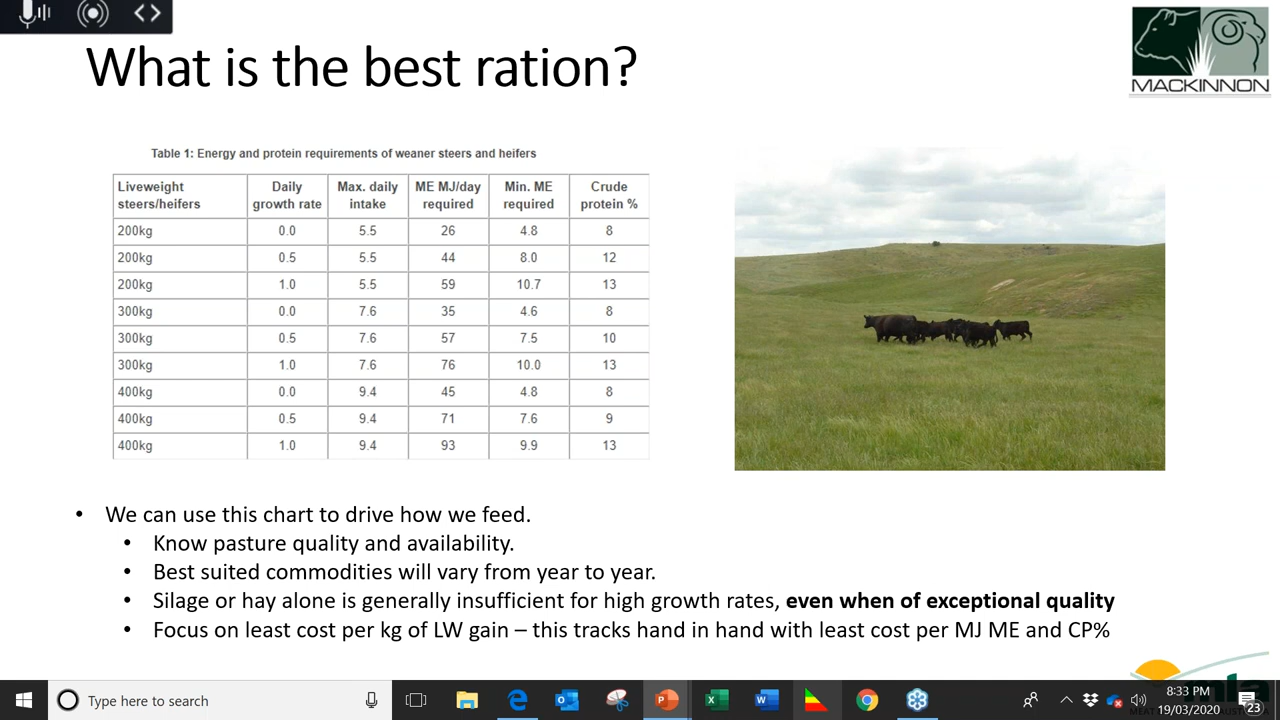 What is the best ration?
MACKINNON
Table 1: Energy and protein requirements of weaner steers and heifers
Liveweight steers/heifers Daily growth rate Max. daily intake ME MJ/day required Min. ME required Crude protein %
200kg 0.0 5.5 26 4.8 8
200kg 0.5 5.5 44 8.0 12
200kg 1.0 5.5 59 10.7 13
300kg 0.0 7.6 35 4.6 8
300kg 0.5 7.6 57 7.5 10
300kg 1.0 7.6 76 10.0 13
400kg 0.0 9.4 45 4.8 8
400kg 0.5 9.4 71 7.6 9
400kg 1.0 9.4 93 9.9 13
• We can use this chart to drive how we feed.
• Know pasture quality and availability.
• Best suited commodities will vary from year to year.
• Silage or hay alone is generally insufficient for high growth rates, even when of exceptional quality
• Focus on least cost per kg of LW gain – this tracks hand in hand with least cost per MJ ME and CP%
Type here to search
8:33 PM
19/03/2020
23